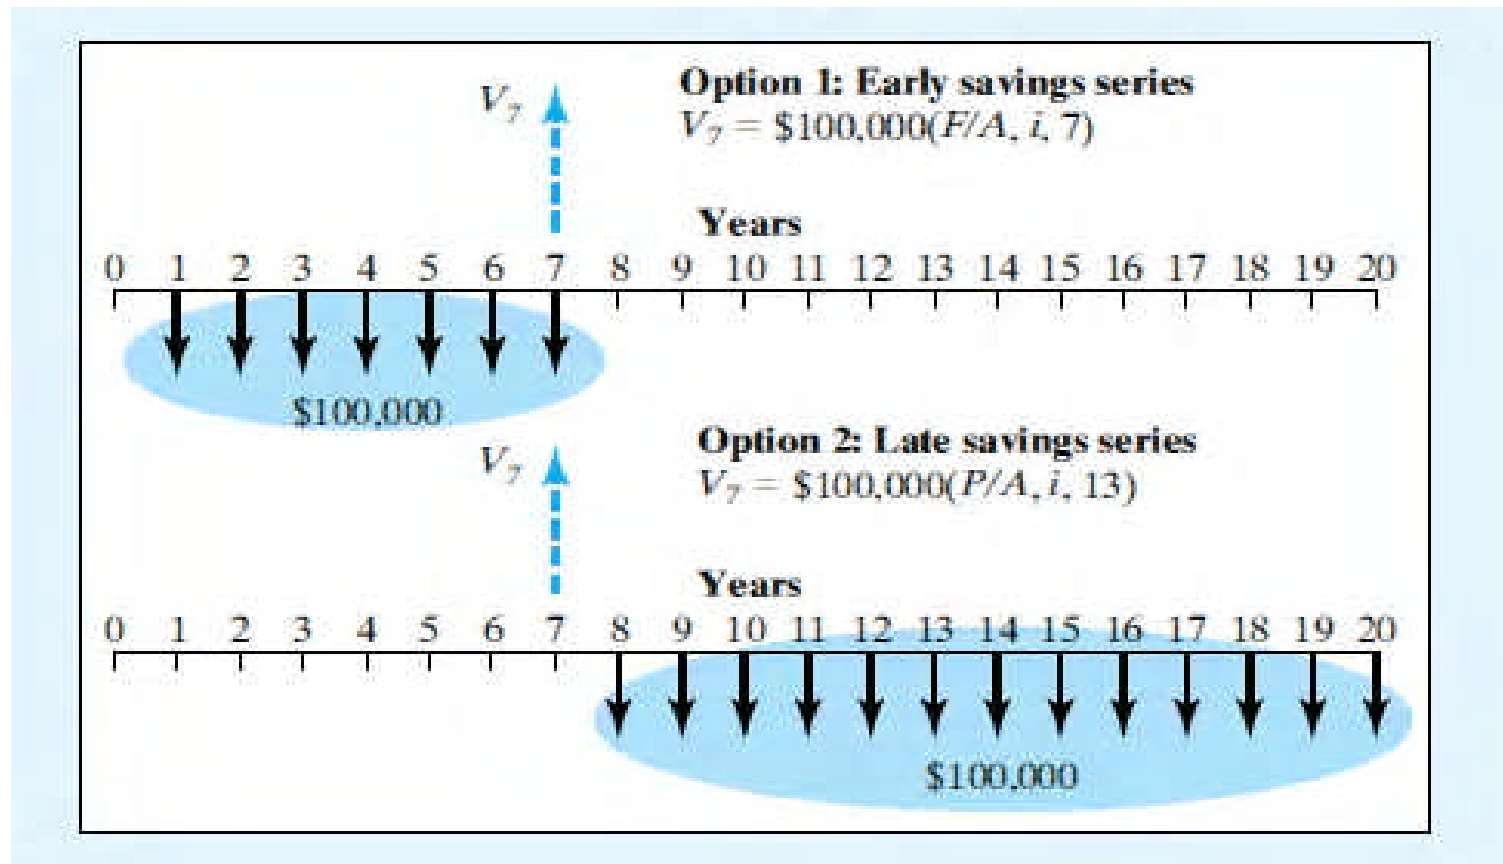 V7
Option 1: Early savings series
V7 = $100,000(F/A, i, 7)
Years
0 1 2 3 4 5 6 7 8 9 10 11 12 13 14 15 16 17 18 19 20
$100,000
V7
Option 2: Late savings series
V7 = $100,000(P/A, i, 13)
Years
0 1 2 3 4 5 6 7 8 9 10 11 12 13 14 15 16 17 18 19 20
$100,000